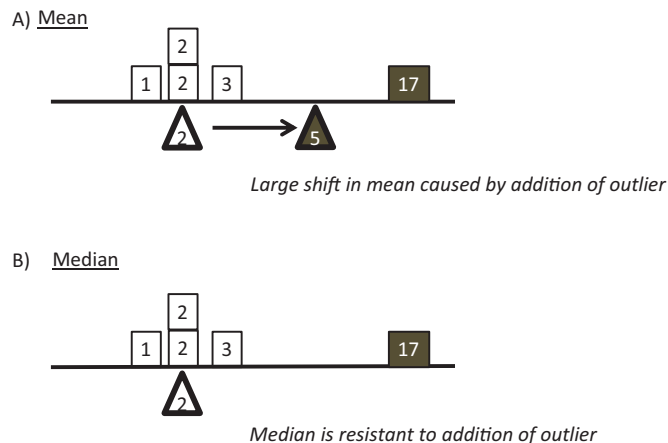 A) Mean
2
1 2 3 17
2 5
Large shift in mean caused by addition of outlier
B) Median
2
1 2 3 17
2
Median is resistant to addition of outlier